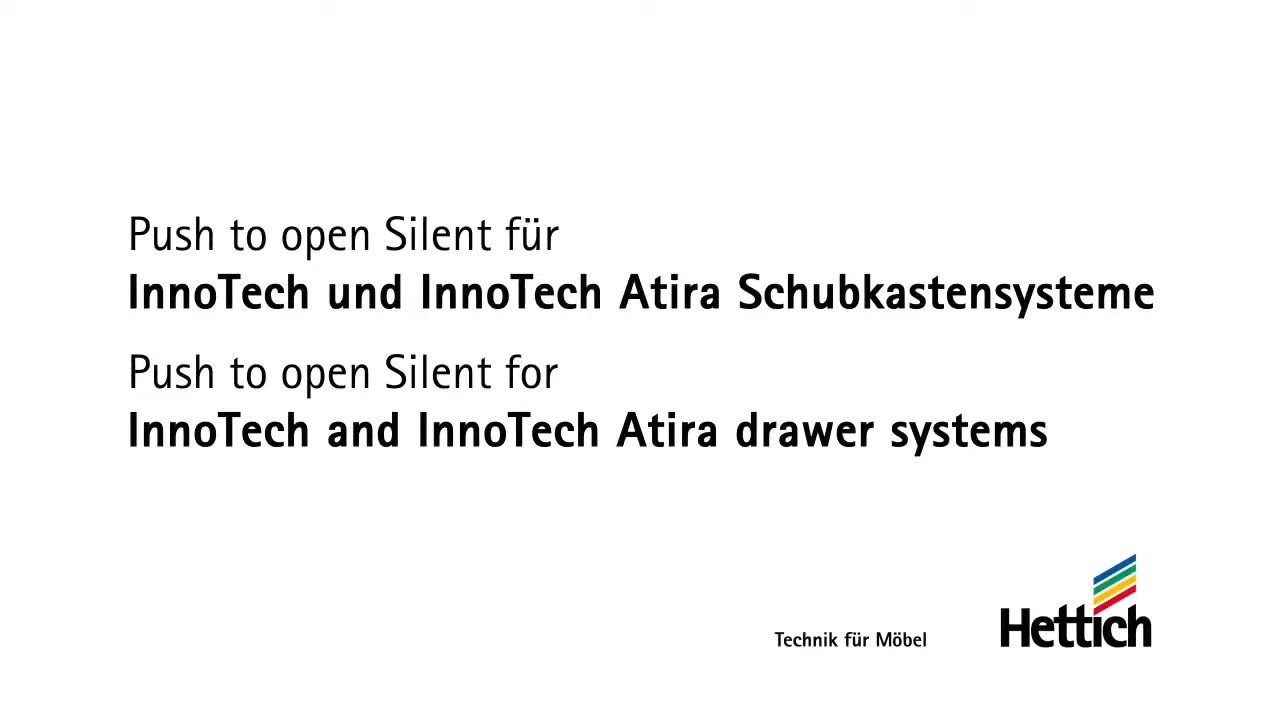 Push to open Silent für
InnoTech und InnoTech Atira Schubkastensysteme
Push to open Silent for
InnoTech and InnoTech Atira drawer systems
Technik für Möbel
Hettich